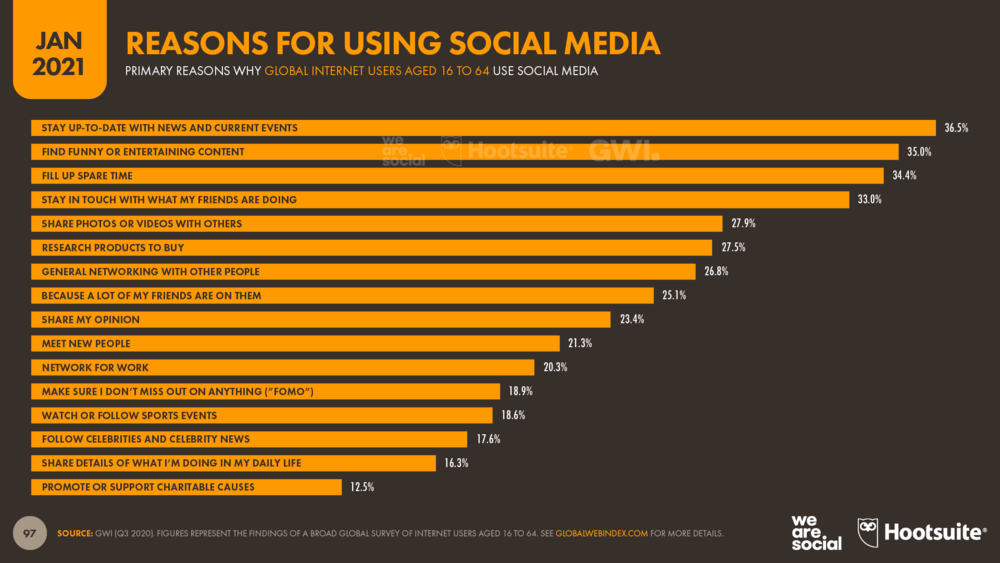 JAN
2021
REASONS FOR USING SOCIAL MEDIA
PRIMARY REASONS WHY GLOBAL INTERNET USERS AGED 16 TO 64 USE SOCIAL MEDIA
STAY UP-TO-DATE WITH NEWS AND CURRENT EVENTS 36.5%
we
are
social
Hootsuite
GWI.
FIND FUNNY OR ENTERTAINING CONTENT 35.0%
FILL UP SPARE TIME 34.4%
STAY IN TOUCH WITH WHAT MY FRIENDS ARE DOING 33.0%
SHARE PHOTOS OR VIDEOS WITH OTHERS 27.9%
RESEARCH PRODUCTS TO BUY 27.5%
GENERAL NETWORKING WITH OTHER PEOPLE 26.8%
BECAUSE A LOT OF MY FRIENDS ARE ON THEM 25.1%
SHARE MY OPINION 23.4%
MEET NEW PEOPLE 21.3%
NETWORK FOR WORK 20.3%
MAKE SURE I DON'T MISS OUT ON ANYTHING ("FOMO") 18.9%
WATCH OR FOLLOW SPORTS EVENTS 18.6%
FOLLOW CELEBRITIES AND CELEBRITY NEWS 17.6%
SHARE DETAILS OF WHAT I'M DOING IN MY DAILY LIFE 16.3%
PROMOTE OR SUPPORT CHARITABLE CAUSES 12.5%
97
SOURCE: GWI (Q3 2020). FIGURES REPRESENT THE FINDINGS OF A BROAD GLOBAL SURVEY OF INTERNET USERS AGED 16 TO 64. SEE GLOBALWEBINDEX.COM FOR MORE DETAILS.
we
are
social
Hootsuite®